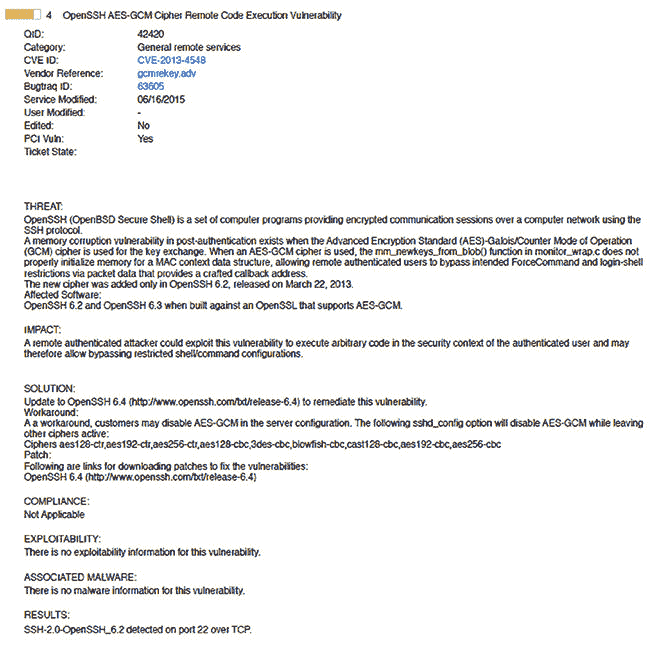 4 OpenSSH AES-GCM Cipher Remote Code Execution Vulnerability
QID: 42420
Category: General remote services
CVE ID: CVE-2013-4548
Vendor Reference: gcmrekey.adv
Bugtraq ID: 63605
Service Modified: 06/16/2015
User Modified: -
Edited: No
PCI Vuln: Yes
Ticket State:
THREAT:
OpenSSH (OpenBSD Secure Shell) is a set of computer programs providing encrypted communication sessions over a computer network using the
SSH protocol.
A memory corruption vulnerability in post-authentication exists when the Advanced Encryption Standard (AES)-Galois/Counter Mode of Operation
(GCM) cipher is used for the key exchange. When an AES-GCM cipher is used, the mm_newkeys_from_blob() function in monitor_wrap.c does not
properly initialize memory for a MAC context data structure, allowing remote authenticated users to bypass intended ForceCommand and login-shell
restrictions via packet data that provides a crafted callback address.
The new cipher was added only in OpenSSH 6.2, released on March 22, 2013.
Affected Software:
OpenSSH 6.2 and OpenSSH 6.3 when built against an OpenSSL that supports AES-GCM.
IMPACT:
A remote authenticated attacker could exploit this vulnerability to execute arbitrary code in the security context of the authenticated user and may
therefore allow bypassing restricted shell/command configurations.
SOLUTION:
Update to OpenSSH 6.4 (http://www.openssh.com/txt/release-6.4) to remediate this vulnerability.
Workaround:
A a workaround, customers may disable AES-GCM in the server configuration. The following sshd_config option will disable AES-GCM while leaving
other ciphers active:
Ciphers aes128-ctr,aes192-ctr,aes256-ctr,aes128-cbc,3des-cbc,blowfish-cbc,cast128-cbc,aes192-cbc,aes256-cbc
Patch:
Following are links for downloading patches to fix the vulnerabilities:
OpenSSH 6.4 (http://www.openssh.com/txt/release-6.4)
COMPLIANCE:
Not Applicable
EXPLOITABILITY:
There is no exploitability information for this vulnerability.
ASSOCIATED MALWARE:
There is no malware information for this vulnerability.
RESULTS:
SSH-2.0-OpenSSH_6.2 detected on port 22 over TCP.